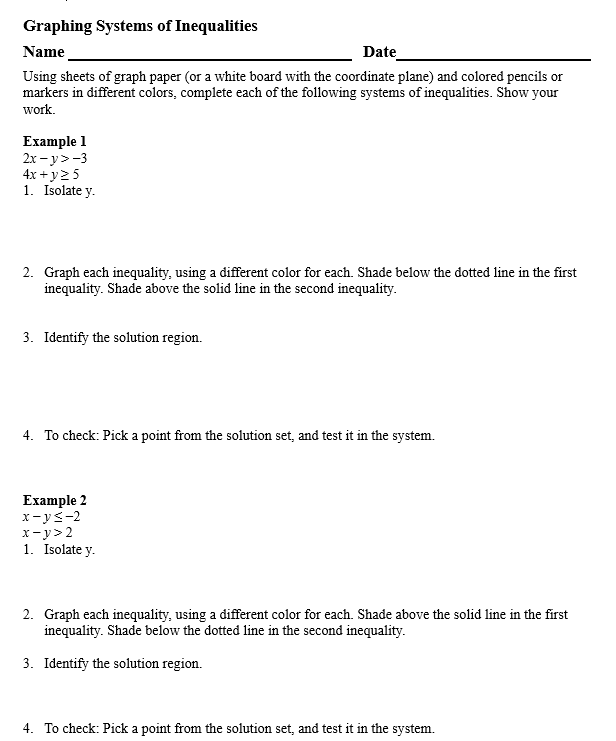 Graphing Systems of Inequalities
Name Date
Using sheets of graph paper (or a white board with the coordinate plane) and colored pencils or
markers in different colors, complete each of the following systems of inequalities. Show your
work.
Example 1
2x – y > –3
4x + y ≥ 5
1. Isolate y.
2. Graph each inequality, using a different color for each. Shade below the dotted line in the first
inequality. Shade above the solid line in the second inequality.
3. Identify the solution region.
4. To check: Pick a point from the solution set, and test it in the system.
Example 2
x – y ≤ –2
x – y > 2
1. Isolate y.
2. Graph each inequality, using a different color for each. Shade above the solid line in the first
inequality. Shade below the dotted line in the second inequality.
3. Identify the solution region.
4. To check: Pick a point from the solution set, and test it in the system.